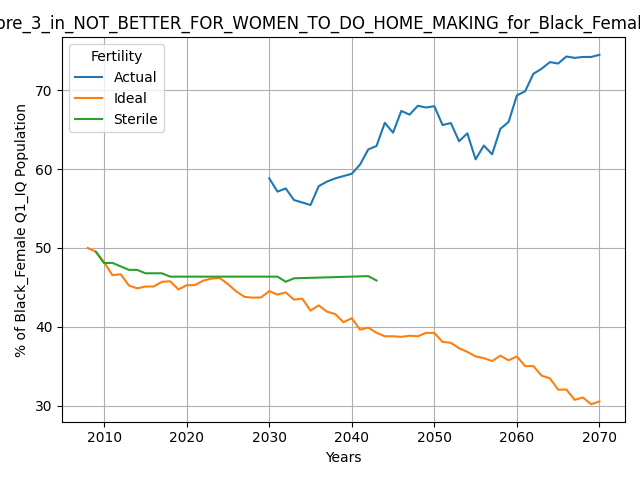 ore_3_in_NOT_BETTER_FOR_WOMEN_TO_DO_HOME_MAKING_for_Black_Femal
Fertility
Actual
Ideal
Sterile
% of Black_Female Q1_IQ Population
70
60
50
40
30
2010 2020 2030 2040 2050 2060 2070
Years